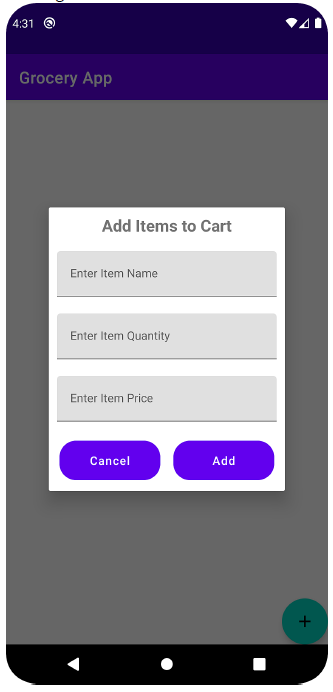 4:31
Grocery App
Add Items to Cart
Enter Item Name
Enter Item Quantity
Enter Item Price
Cancel Add
+